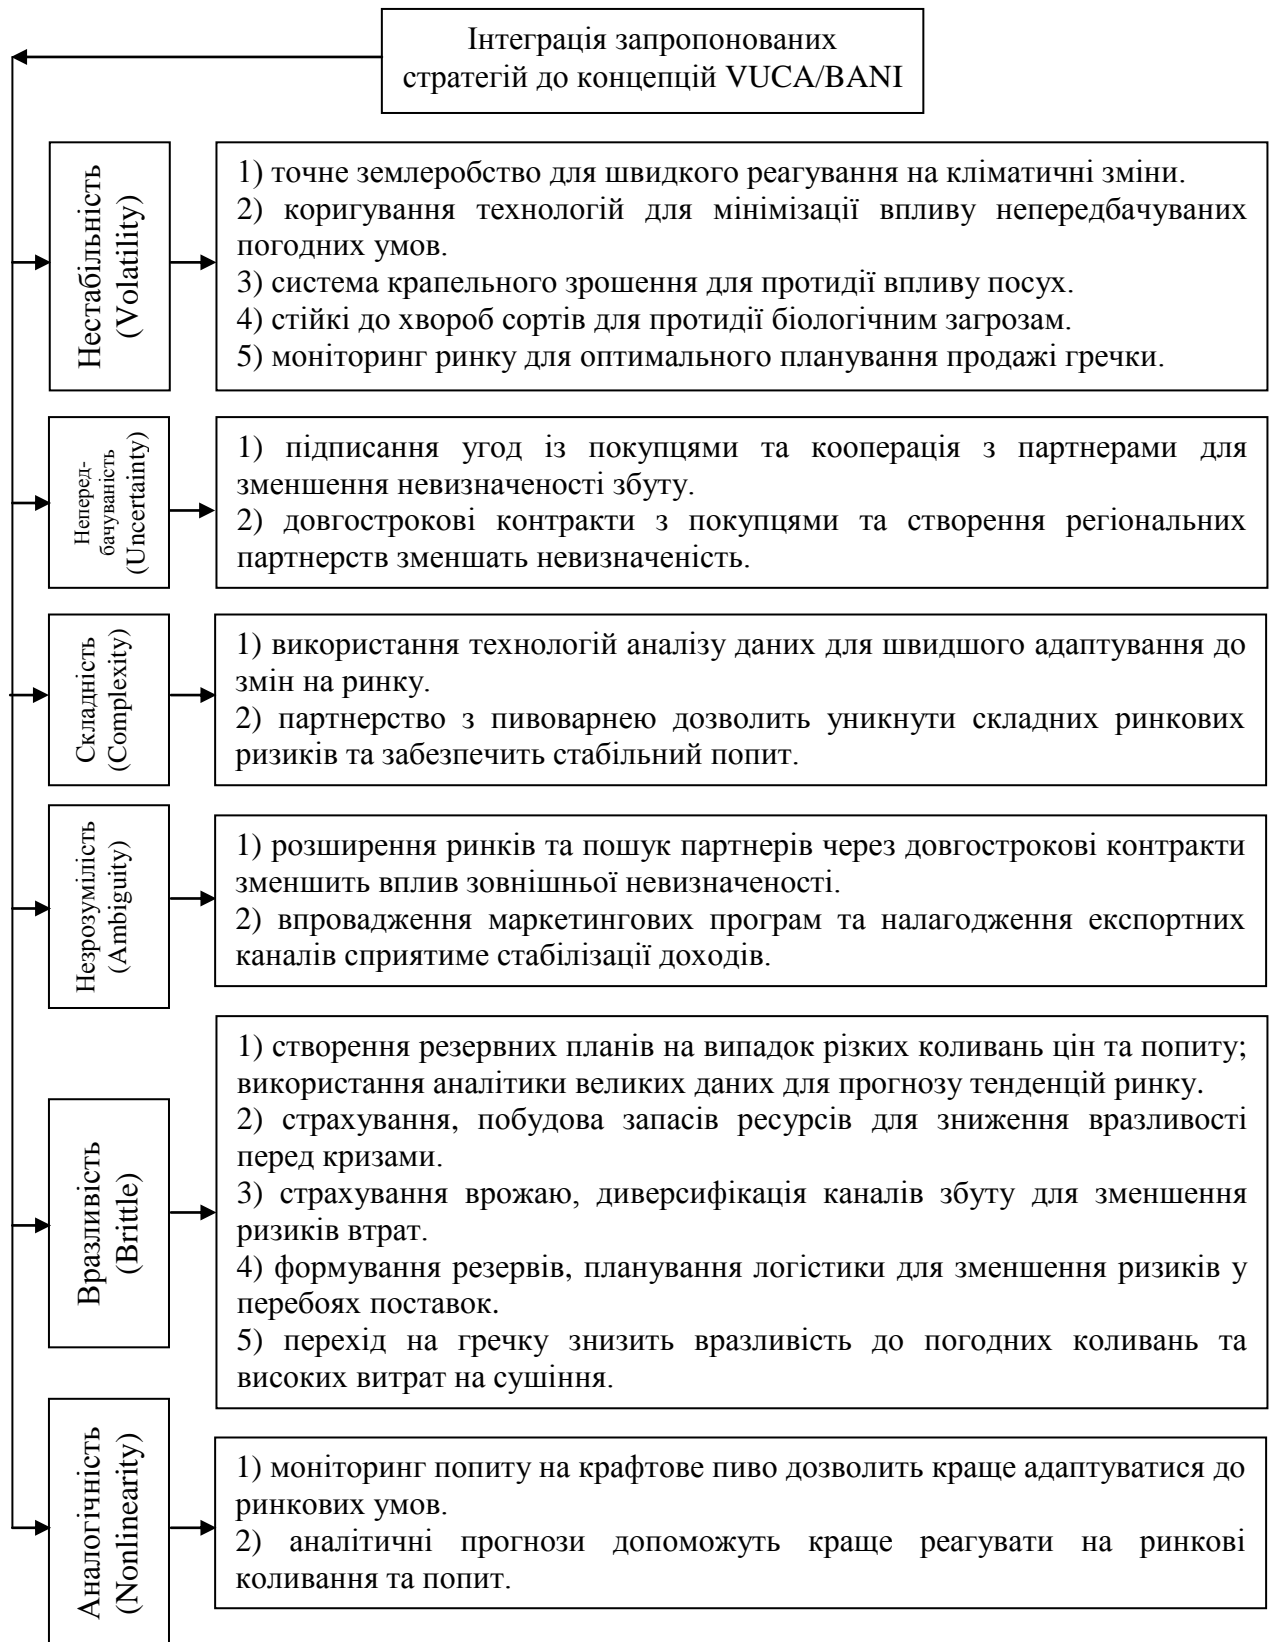 Інтеграція запропонованих
стратегій до концепцій VUCA/BANI
Нестабільність
(Volatility)
1) точне землеробство для швидкого реагування на кліматичні зміни.
2) коригування технологій для мінімізації впливу непередбачуваних
погодних умов.
3) система крапельного зрошення для протидії впливу посух.
4) стійкі до хвороб сортів для протидії біологічним загрозам.
5) моніторинг ринку для оптимального планування продажі гречки.
Неперед-
бачуваність
(Uncertainty)
1) підписання угод із покупцями та кооперація з партнерами для
зменшення невизначеності збуту.
2) довгострокові контракти з покупцями та створення регіональних
партнерств зменшать невизначеність.
Складність
(Complexity)
1) використання технологій аналізу даних для швидшого адаптування до
змін на ринку.
2) партнерство з пивоварнею дозволить уникнути складних ринкових
ризиків та забезпечить стабільний попит.
Незрозумілість
(Ambiguity)
1) розширення ринків та пошук партнерів через довгострокові контракти
зменшить вплив зовнішньої невизначеності.
2) впровадження маркетингових програм та налагодження експортних
каналів сприятиме стабілізації доходів.
Вразливість
(Brittle)
1) створення резервних планів на випадок різких коливань цін та попиту;
використання аналітики великих даних для прогнозу тенденцій ринку.
2) страхування, побудова запасів ресурсів для зниження вразливості
перед кризами.
3) страхування врожаю, диверсифікація каналів збуту для зменшення
ризиків втрат.
4) формування резервів, планування логістики для зменшення ризиків у
перебоях поставок.
5) перехід на гречку знизить вразливість до погодних коливань та
високих витрат на сушіння.
Аналогічність
(Nonlinearity)
1) моніторинг попиту на крафтове пиво дозволить краще адаптуватися до
ринкових умов.
2) аналітичні прогнози допоможуть краще реагувати на ринкові
коливання та попит.